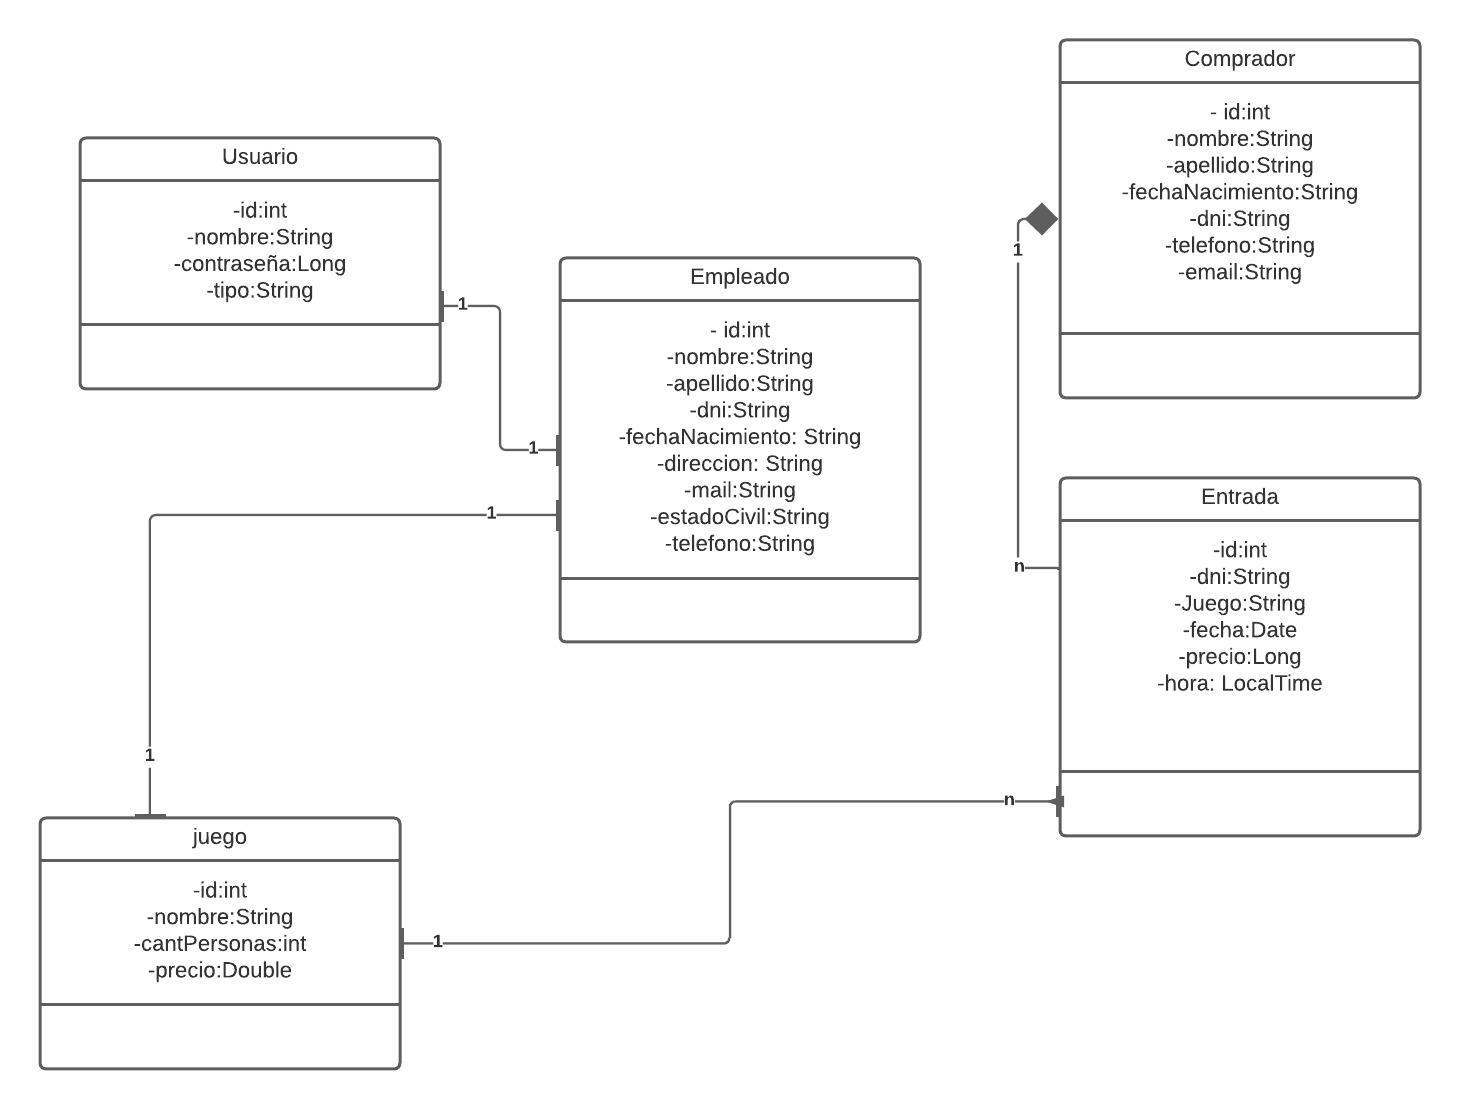 Usuario
-id:int
-nombre:String
-contraseña:Long
-tipo:String
1
1
Empleado
- id:int
-nombre:String
-apellido:String
-dni:String
-fechaNacimiento: String
-direccion: String
-mail:String
-estadoCivil:String
-telefono:String
1
1
Comprador
- id:int
-nombre:String
-apellido:String
-fechaNacimiento:String
-dni:String
-telefono:String
-email:String
1
n
Entrada
-id:int
-dni:String
-Juego:String
-fecha:Date
-precio:Long
-hora: LocalTime
n
1
juego
-id:int
-nombre:String
-cantPersonas:int
-precio:Double